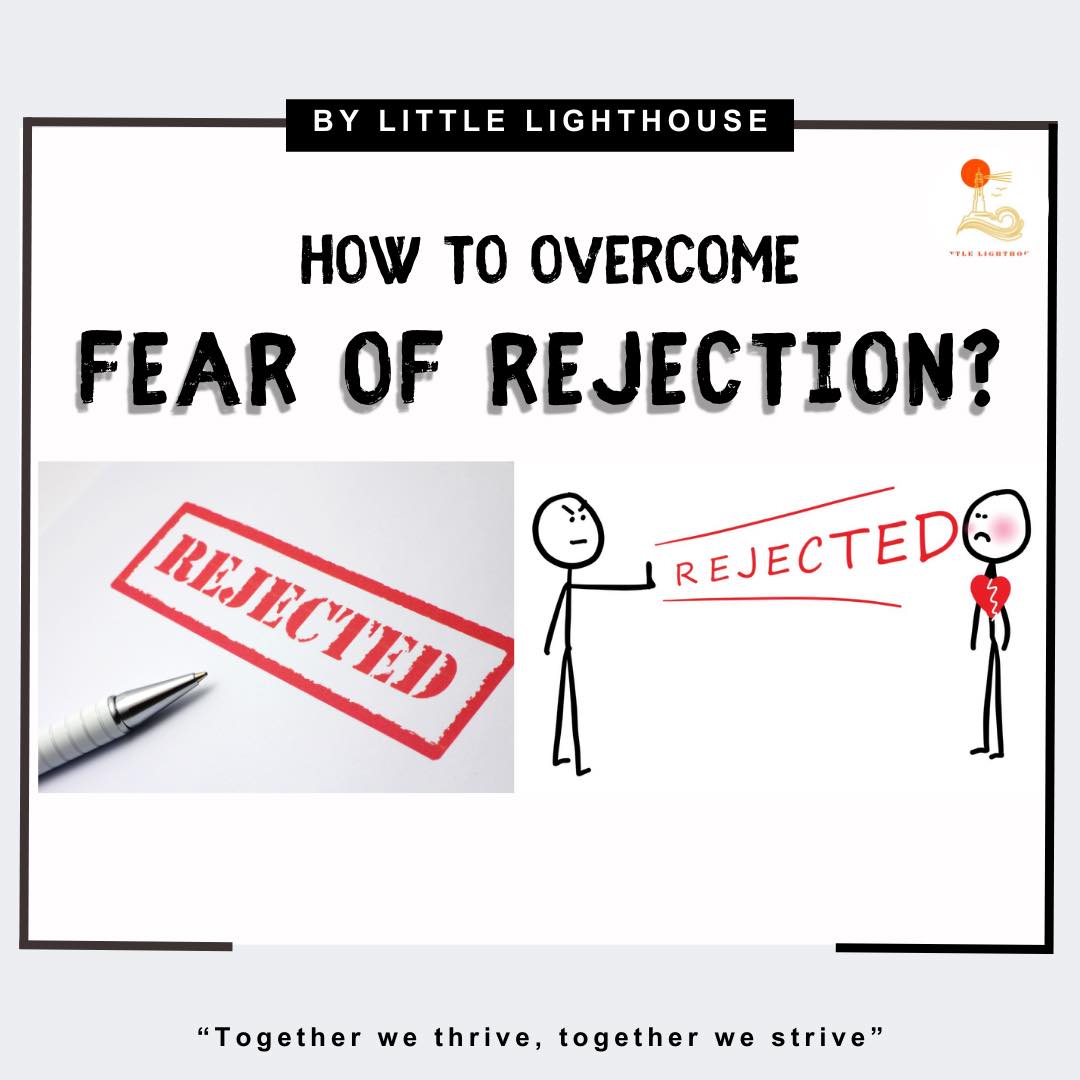 BY LITTLE LIGHTHOUSE
TLE LIGHTHO
HOW TO OVERCOME
FEAR OF REJECTION?
REJECTED
REJECTED
“Together we thrive, together we strive”